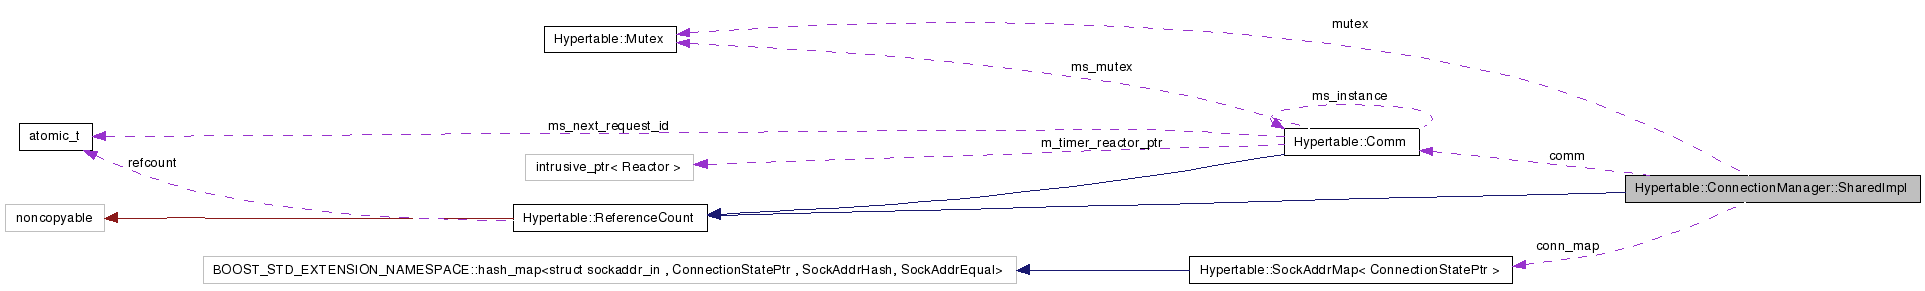 mutex
Hypertable::Mutex
ms_mutex
ms_instance
ms_next_request_id
atomic_t
Hypertable::Comm
m_timer_reactor_ptr
comm
refcount
intrusive_ptr< Reactor >
Hypertable::ConnectionManager::SharedImpl
noncopyable
Hypertable::ReferenceCount
conn_map
BOOST_STD_EXTENSION_NAMESPACE::hash_map<struct sockaddr_in , ConnectionStatePtr , SockAddrHash, SockAddrEqual>
Hypertable::SockAddrMap< ConnectionStatePtr >